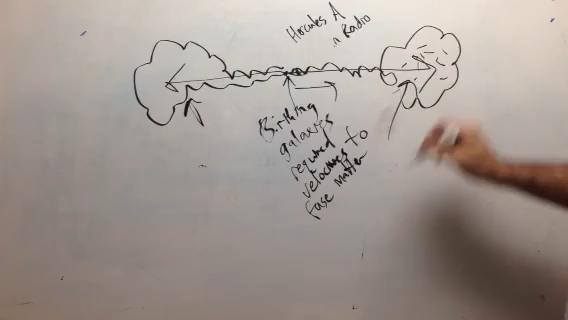 Hercules A
in Radio
Birthing
galaxies
required
velocities to
fuse matter